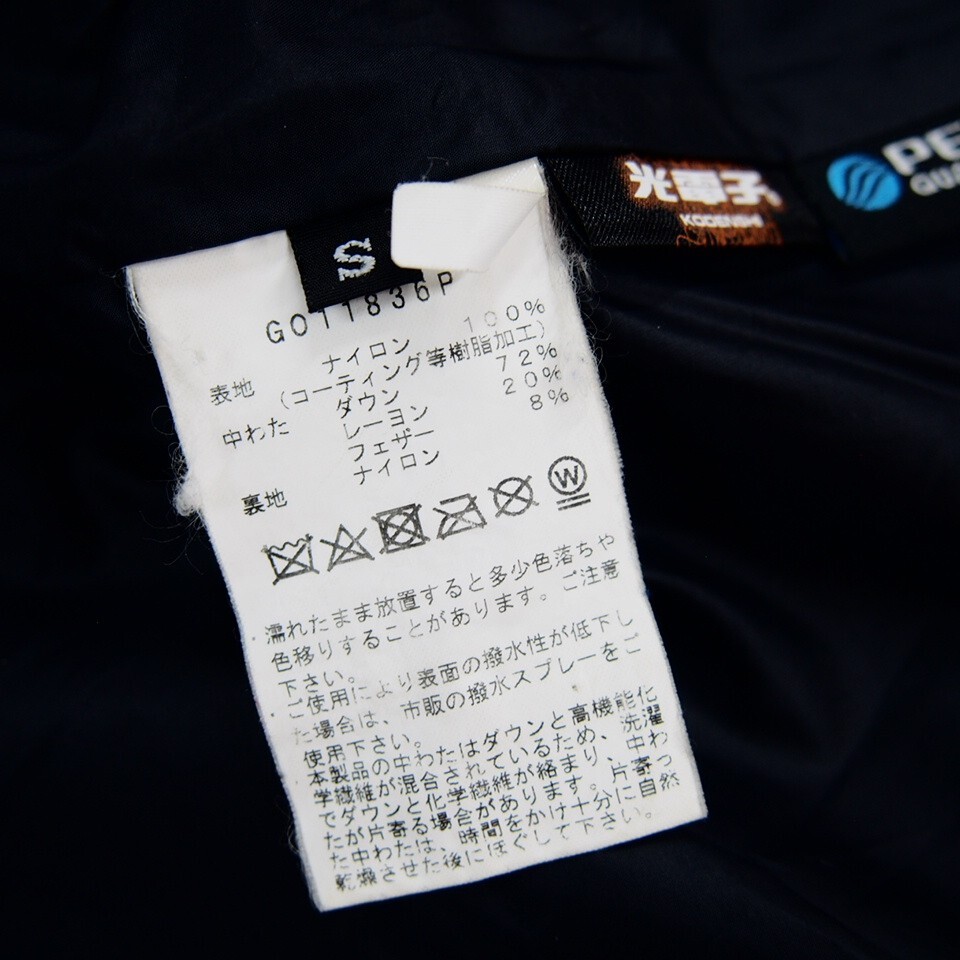 光電子®
KODENSHI
PE
QUA
S
GO11836P
表地 ナイロン 100%
(コーティング等樹脂加工)
中わた ダウン 72%
レーヨン 20%
フェザー 8%
裏地 ナイロン
W
濡れたまま放置すると多少色落ちや
色移りすることがあります。ご注意
下さい。
ご使用により表面の撥水性が低下し
た場合は、市販の撥水スプレーをご
使用下さい。
本製品の中わたはダウンと高機能化
学繊維が混合されているため、洗濯
でダウンと化学繊維が絡まり、中わ
たが片寄る場合があります。片寄っ
た中わたは、時間をかけ十分に自然
乾燥させた後にほぐして下さい。